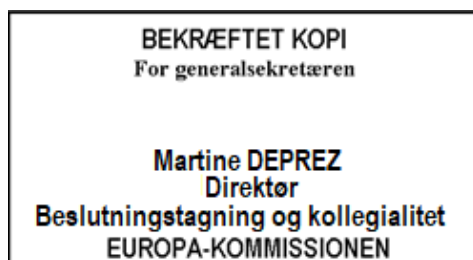 BEKRÆFTET KOPI
For generalsekretæren
Martine DEPREZ
Direktør
Beslutningstagning og kollegialitet
EUROPA-KOMMISSIONEN